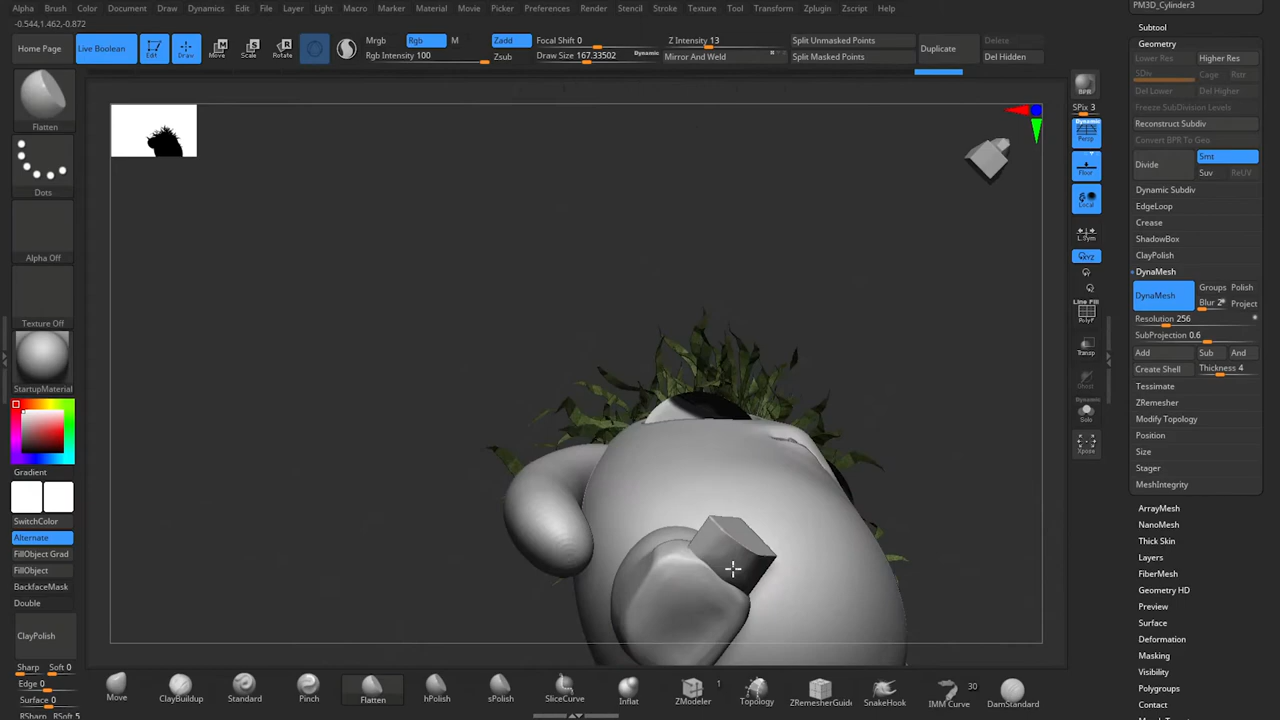 Alpha Brush Color Document Draw Dynamics Edit File Layer Light Macro Marker Material Movie Picker Preferences Render Stencil Stroke Texture Tool Transform Zplugin Zscript Help
PM3D_Cylinder3
-0.544,1.462,-0.872
Home Page
Live Boolean
Edit
Draw
Move
Scale
Rotate
Mrgb
Rgb
M
Rgb Intensity 100
Zadd
Zsub
Focal Shift 0
Draw Size 167.33502
Dynamic
Z Intensity 13
Mirror And Weld
Split Unmasked Points
Split Masked Points
Duplicate
Delete
Del Hidden
Flatten
Dots
Alpha Off
Texture Off
StartupMaterial
Gradient
SwitchColor
Alternate
FillObject Grad
FillObject
BackfaceMask
Double
ClayPolish
Sharp
Soft 0
Edge 0
Surface 0
RSharp
RSoft 5
BPR
SPix 3
Dynamic
Persp
Floor
Local
L.Sym
XYZ
Line Fill
PolyF
Transp
Ghost
Dynamic
Solo
Xpose
Subtool
Geometry
Lower Res
Higher Res
SDiv
Cage
Rstr
Del Lower
Del Higher
Freeze SubDivision Levels
Reconstruct Subdiv
Convert BPR To Geo
Divide
Smt
Suv
ReUV
Dynamic Subdiv
EdgeLoop
Crease
ShadowBox
ClayPolish
DynaMesh
DynaMesh
Groups
Polish
Blur 2
Project
Resolution 256
SubProjection 0.6
Add
Sub
And
Create Shell
Thickness 4
Tessimate
ZRemesher
Modify Topology
Position
Size
Stager
MeshIntegrity
ArrayMesh
NanoMesh
Thick Skin
Layers
FiberMesh
Geometry HD
Preview
Surface
Deformation
Masking
Visibility
Polygroups
Contact
Move
ClayBuildup
Standard
Pinch
Flatten
hPolish
sPolish
SliceCurve
Inflat
ZModeler
1
Topology
ZRemesherGuide
SnakeHook
IMM Curve
30
DamStandard